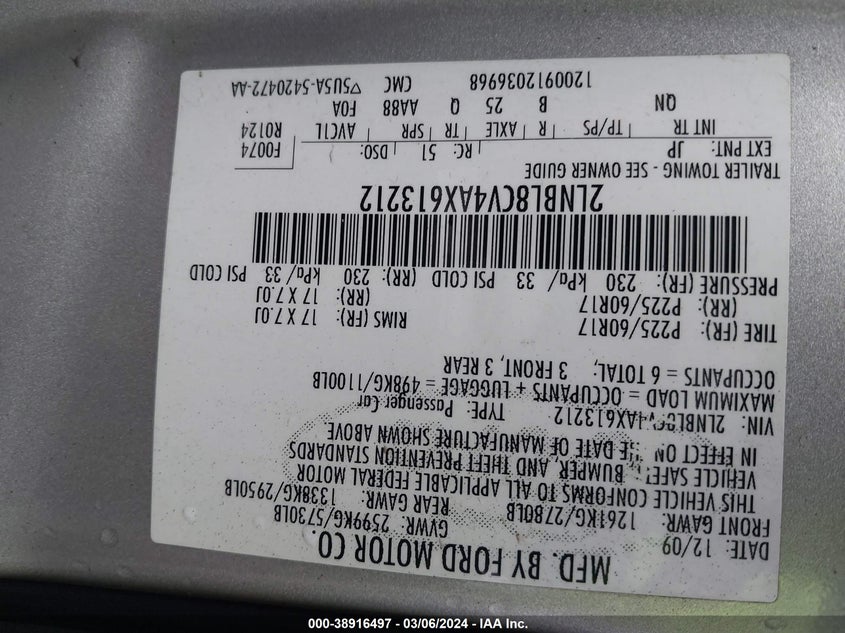 MFD. BY FORD MOTOR CO.
DATE: 12/09 GVWR: 2599KG/5730LB
FRONT GAWR: 1261KG/2780LB REAR GAWR: 1338KG/2950LB
THIS VEHICLE CONFORMS TO ALL APPLICABLE FEDERAL MOTOR
VEHICLE SAFETY, BUMPER, AND THEFT PREVENTION STANDARDS
IN EFFECT ON THE DATE OF MANUFACTURE SHOWN ABOVE
VIN: 2LNBL8CV4AX613212 TYPE: Passenger Car
MAXIMUM LOAD = OCCUPANTS + LUGGAGE = 498KG/1100LB
OCCUPANTS = 6 TOTAL: 3 FRONT, 3 REAR
TIRE (FR): P225/60R17 RIMS (FR): 17 X 7.0J
(RR): P225/60R17 (RR): 17 X 7.0J
PRESSURE (FR): 230 kPa/ 33 PSI COLD (RR): 230 kPa/ 33 PSI COLD
2LNBL8CV4AX613212
TRAILER TOWING - SEE OWNER GUIDE
EXT PNT: JP RC: 51 DSO: F0074
INT TR TP/PS R AXLE TR SPR AVC1L R0124
QN B 25 Q AA88 FOA
1200912036968 CMC ▽5U5A-5420472-AA
000-38916497 - 03/06/2024 - IAA Inc.